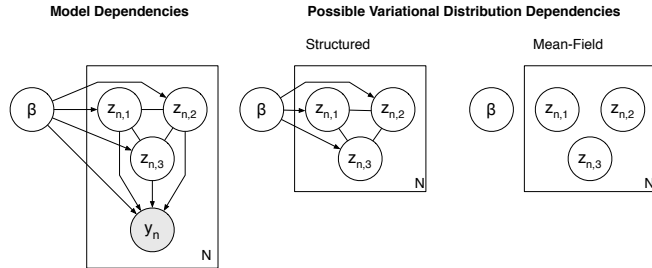 Model Dependencies
Possible Variational Distribution Dependencies
Structured
Mean-Field
β
z_{n,1}
z_{n,2}
z_{n,3}
y_n
N
β
z_{n,1}
z_{n,2}
z_{n,3}
N
β
z_{n,1}
z_{n,2}
z_{n,3}
N